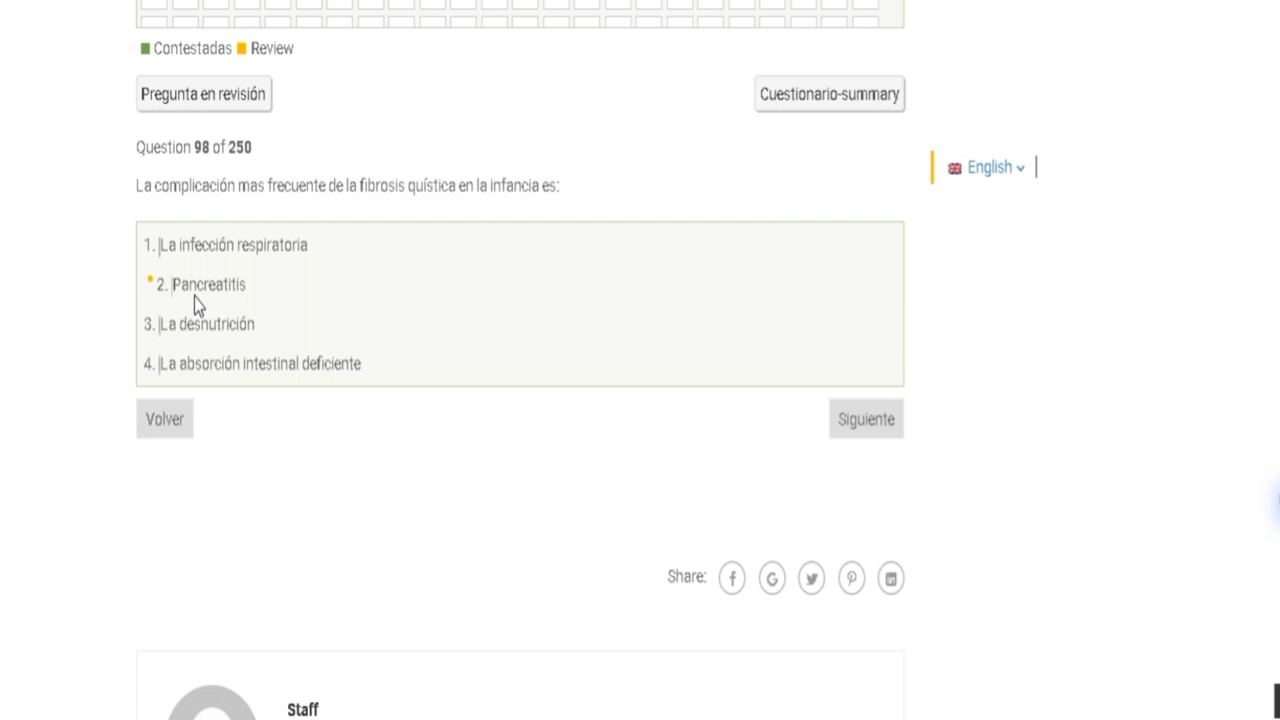 Contestadas Review
Pregunta en revisión Cuestionario-summary
Question 98 of 250
English
La complicación mas frecuente de la fibrosis quística en la infancia es:
1. La infección respiratoria
2. Pancreatitis
3. La desnutrición
4. La absorción intestinal deficiente
Volver Siguiente
Share:
Staff